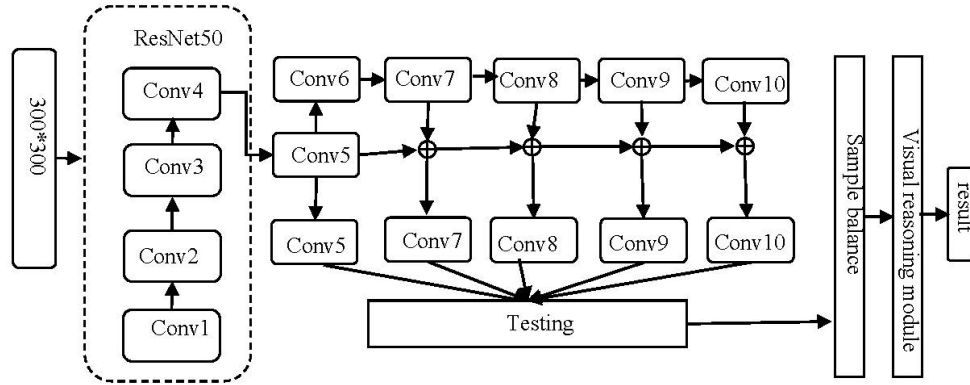 300*300
ResNet50
Conv4
Conv3
Conv2
Conv1
Conv6
Conv7
Conv8
Conv9
Conv10
Conv5
Conv5
Conv7
Conv8
Conv9
Conv10
Testing
Sample balance
Visual reasoning module
result